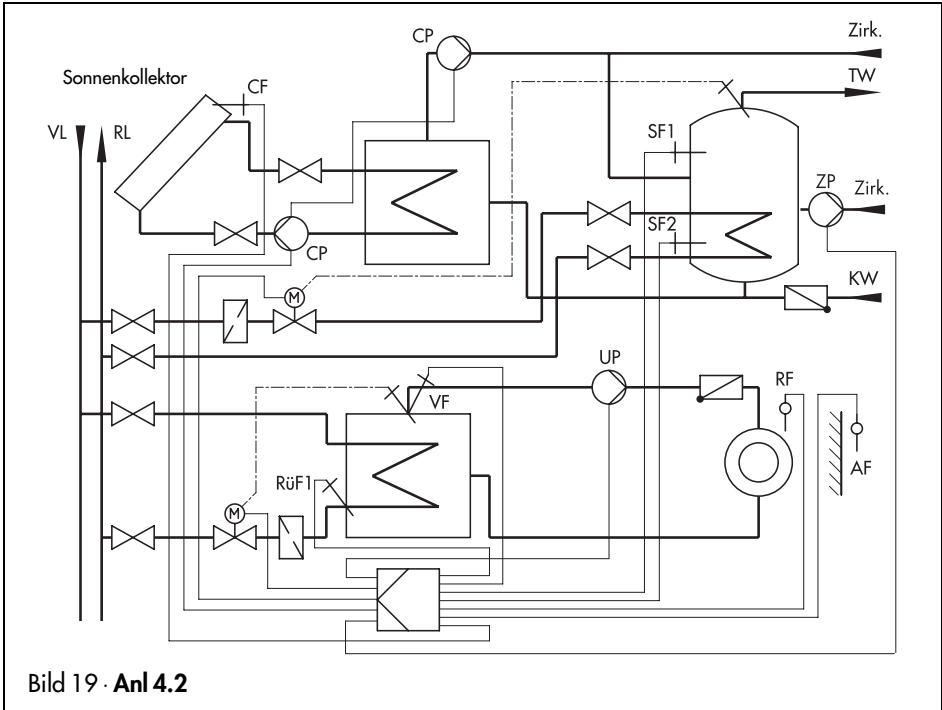 CP
Zirk.
Sonnenkollektor
CF
TW
VL
RL
SF1
ZP
Zirk.
SF2
CP
KW
M
UP
RF
VF
AF
RüF1
M
Bild 19 · Anl 4.2